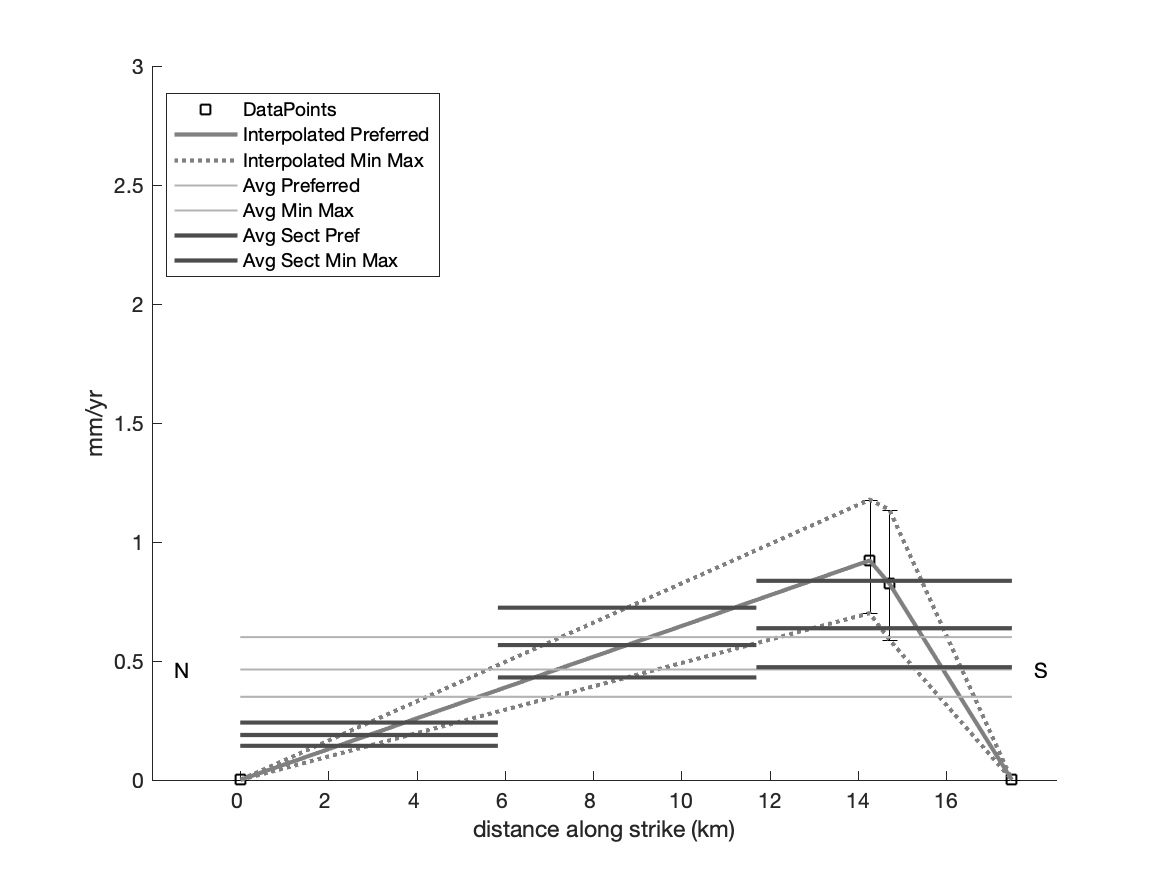 3
2.5
2
1.5
1
0.5
0
mm/yr
DataPoints
Interpolated Preferred
Interpolated Min Max
Avg Preferred
Avg Min Max
Avg Sect Pref
Avg Sect Min Max
N
S
0 2 4 6 8 10 12 14 16
distance along strike (km)